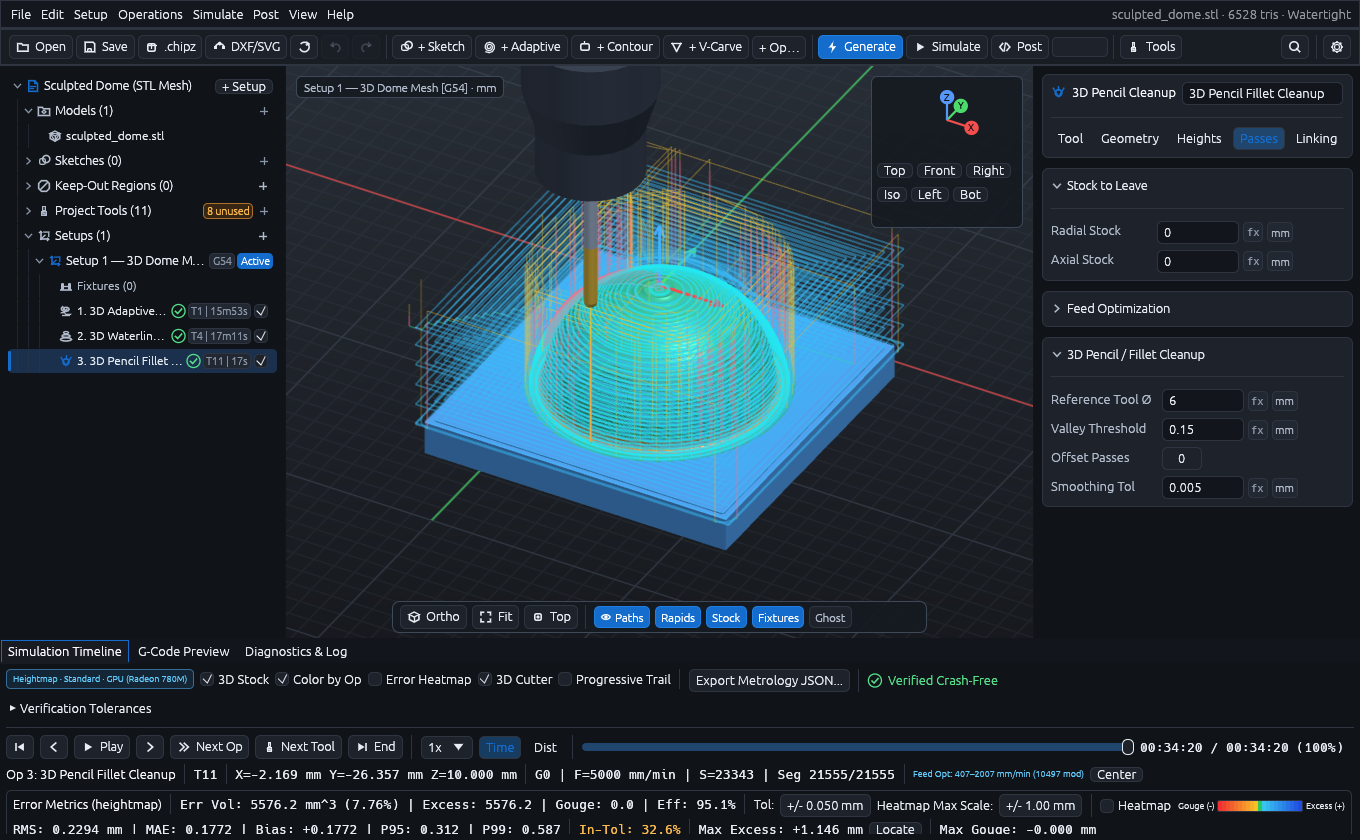 File Edit Setup Operations Simulate Post View Help
sculpted_dome.stl · 6528 tris · Watertight
Open Save .chipz DXF/SVG + Sketch + Adaptive + Contour + V-Carve + Op... Generate Simulate Post Tools
Sculpted Dome (STL Mesh) + Setup
Models (1) +
sculpted_dome.stl
Sketches (0) +
Keep-Out Regions (0) +
Project Tools (11) 8 unused +
Setups (1) +
Setup 1 — 3D Dome M... G54 Active
Fixtures (0)
1. 3D Adaptive... T1 | 15m53s
2. 3D Waterlin... T4 | 17m11s
3. 3D Pencil Fillet ... T11 | 17s
Setup 1 — 3D Dome Mesh [G54] · mm
Z
Y
X
Top Front Right
Iso Left Bot
Ortho Fit Top Paths Rapids Stock Fixtures Ghost
3D Pencil Cleanup 3D Pencil Fillet Cleanup
Tool Geometry Heights Passes Linking
Stock to Leave
Radial Stock 0 fx mm
Axial Stock 0 fx mm
Feed Optimization
3D Pencil / Fillet Cleanup
Reference Tool Ø 6 fx mm
Valley Threshold 0.15 fx mm
Offset Passes 0
Smoothing Tol 0.005 fx mm
Simulation Timeline G-Code Preview Diagnostics & Log
Heightmap · Standard · GPU (Radeon 780M) 3D Stock Color by Op Error Heatmap 3D Cutter Progressive Trail Export Metrology JSON... Verified Crash-Free
Verification Tolerances
Play Next Op Next Tool End 1x Time Dist 00:34:20 / 00:34:20 (100%)
Op 3: 3D Pencil Fillet Cleanup T11 X=-2.169 mm Y=-26.357 mm Z=10.000 mm G0 | F=5000 mm/min | S=23343 | Seg 21555/21555 Feed Opt: 407–2007 mm/min (10497 mod) Center
Error Metrics (heightmap) Err Vol: 5576.2 mm^3 (7.76%) | Excess: 5576.2 | Gouge: 0.0 | Eff: 95.1% Tol: +/- 0.050 mm Heatmap Max Scale: +/- 1.00 mm Heatmap Gouge (-) Excess (+)
RMS: 0.2294 mm | MAE: 0.1772 | Bias: +0.1772 | P95: 0.312 | P99: 0.587 In-Tol: 32.6% Max Excess: +1.146 mm Locate Max Gouge: -0.000 mm